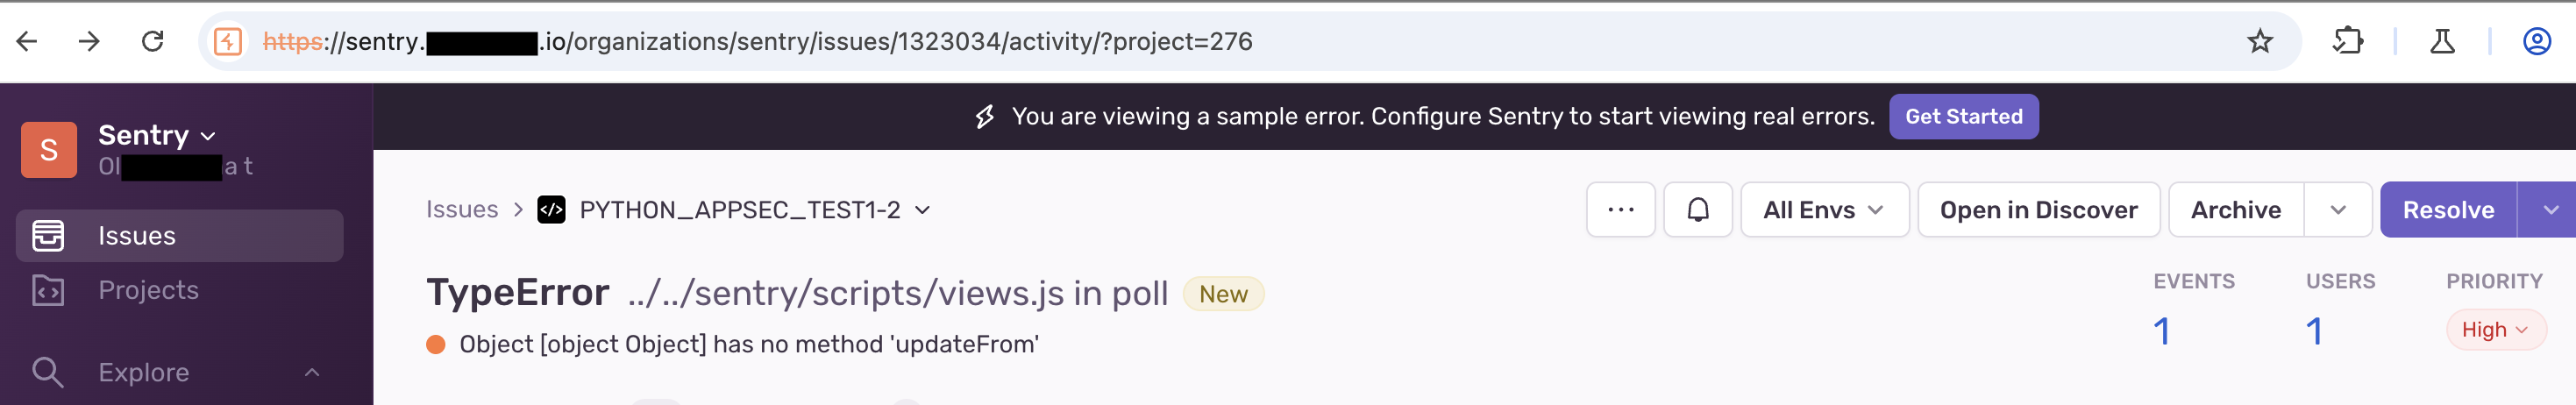 https://sentry. .io/organizations/sentry/issues/1323034/activity/?project=276
S
Sentry
Ol a t
Issues
Projects
Explore
You are viewing a sample error. Configure Sentry to start viewing real errors. Get Started
Issues > PYTHON_APPSEC_TEST1-2
... All Envs Open in Discover Archive Resolve
TypeError ../../sentry/scripts/views.js in poll New
Object [object Object] has no method 'updateFrom'
EVENTS USERS PRIORITY
1 1 High